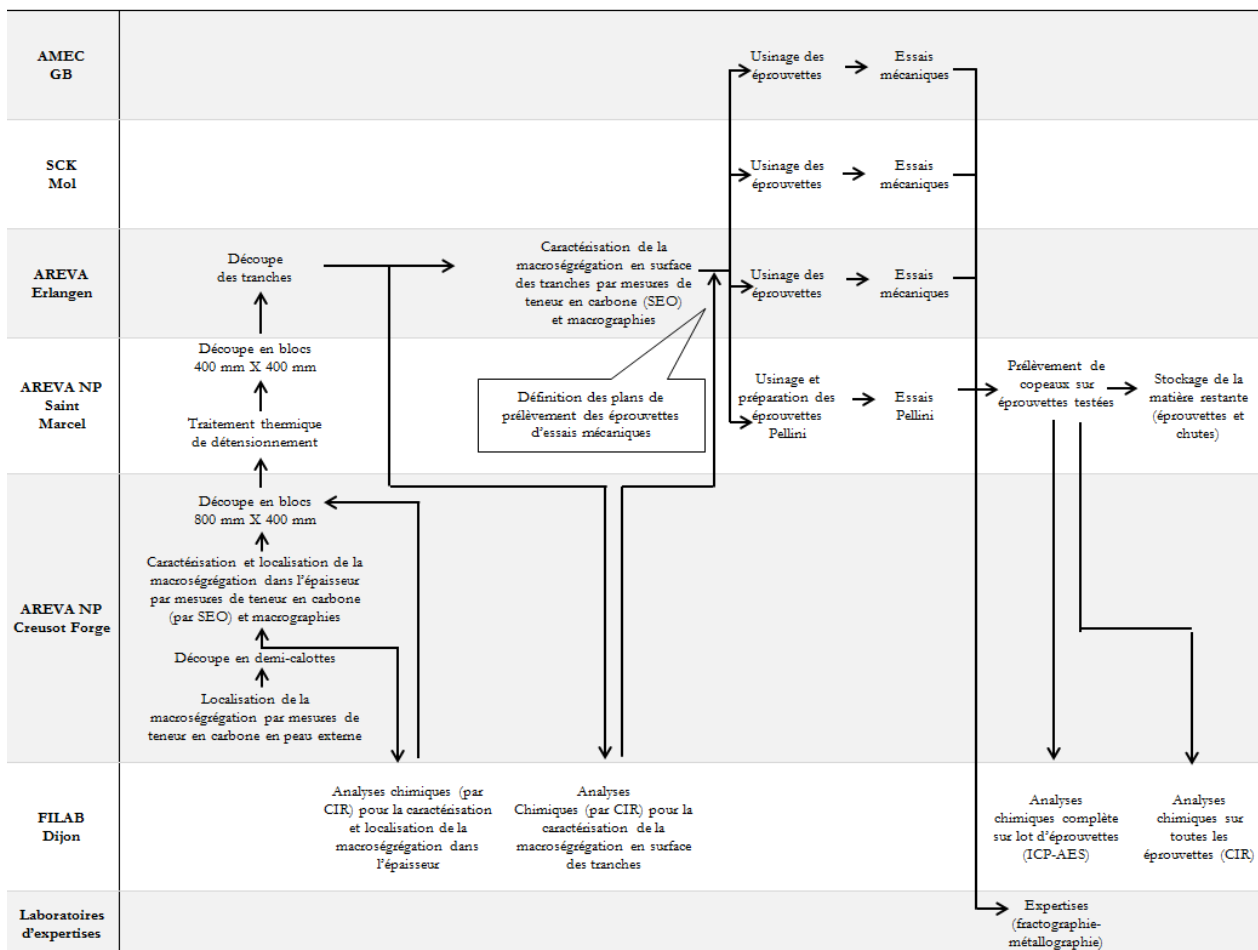 AMEC
GB
Usinage des
éprouvettes
Essais
mécaniques
SCK
Mol
Usinage des
éprouvettes
Essais
mécaniques
AREVA
Erlangen
Découpe
des tranches
Caractérisation de la
macroségrégation en surface
des tranches par mesures de
teneur en carbone (SEO)
et macrographies
Usinage des
éprouvettes
Essais
mécaniques
AREVA NP
Saint
Marcel
Découpe en blocs
400 mm X 400 mm
Traitement thermique
de détensionnement
Définition des plans de
prélèvement des éprouvettes
d'essais mécaniques
Usinage et
préparation des
éprouvettes
Pellini
Essais
Pellini
Prélèvement de
copeaux sur
éprouvettes testées
Stockage de la
matière restante
(éprouvettes et
chutes)
AREVA NP
Creusot Forge
Découpe en blocs
800 mm X 400 mm
Caractérisation et localisation de la
macroségrégation dans l'épaisseur
par mesures de teneur en carbone
(par SEO) et macrographies
Découpe en demi-calottes
Localisation de la
macroségrégation par mesures de
teneur en carbone en peau externe
FILAB
Dijon
Analyses chimiques (par
CIR) pour la caractérisation
et localisation de la
macroségrégation dans
l'épaisseur
Analyses
Chimiques (par CIR) pour la
caractérisation de la
macroségrégation en surface
des tranches
Analyses
chimiques complète
sur lot d'éprouvettes
(ICP-AES)
Analyses
chimiques sur
toutes les
éprouvettes (CIR)
Laboratoires
d'expertises
Expertises
(fractographie-
métallographie)